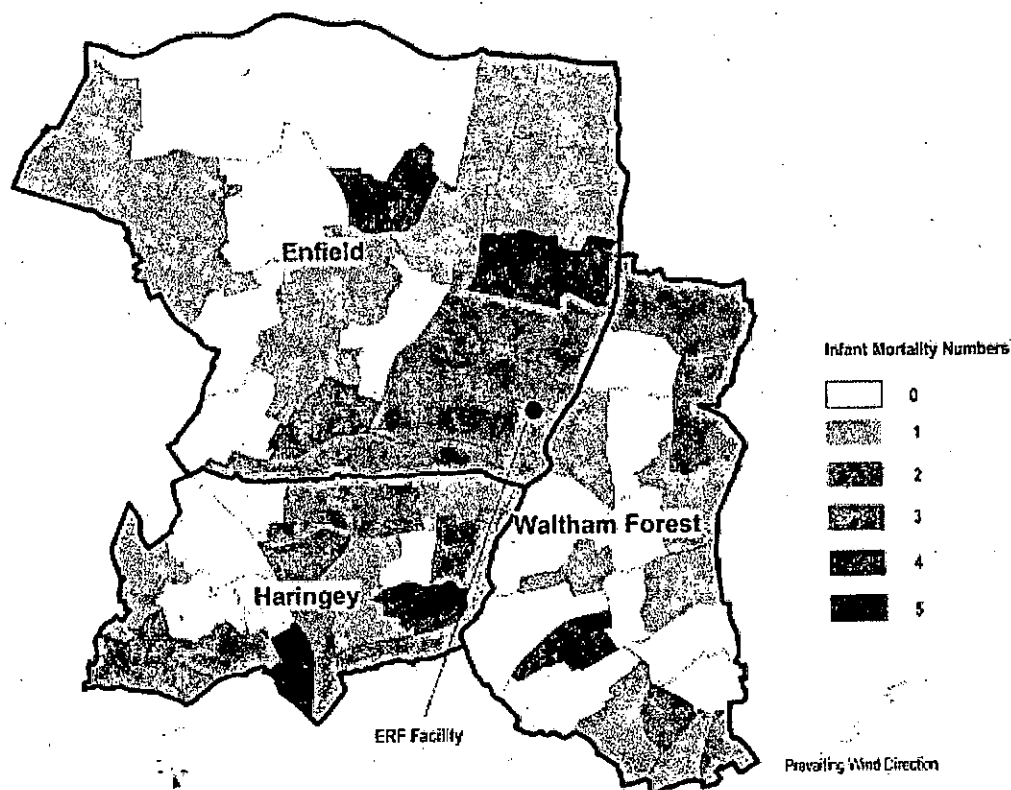 Enfield
Infant Mortality Numbers
0
1
2
3
4
5
Waltham Forest
Haringey
ERF Facility
Prevailing Wind Direction